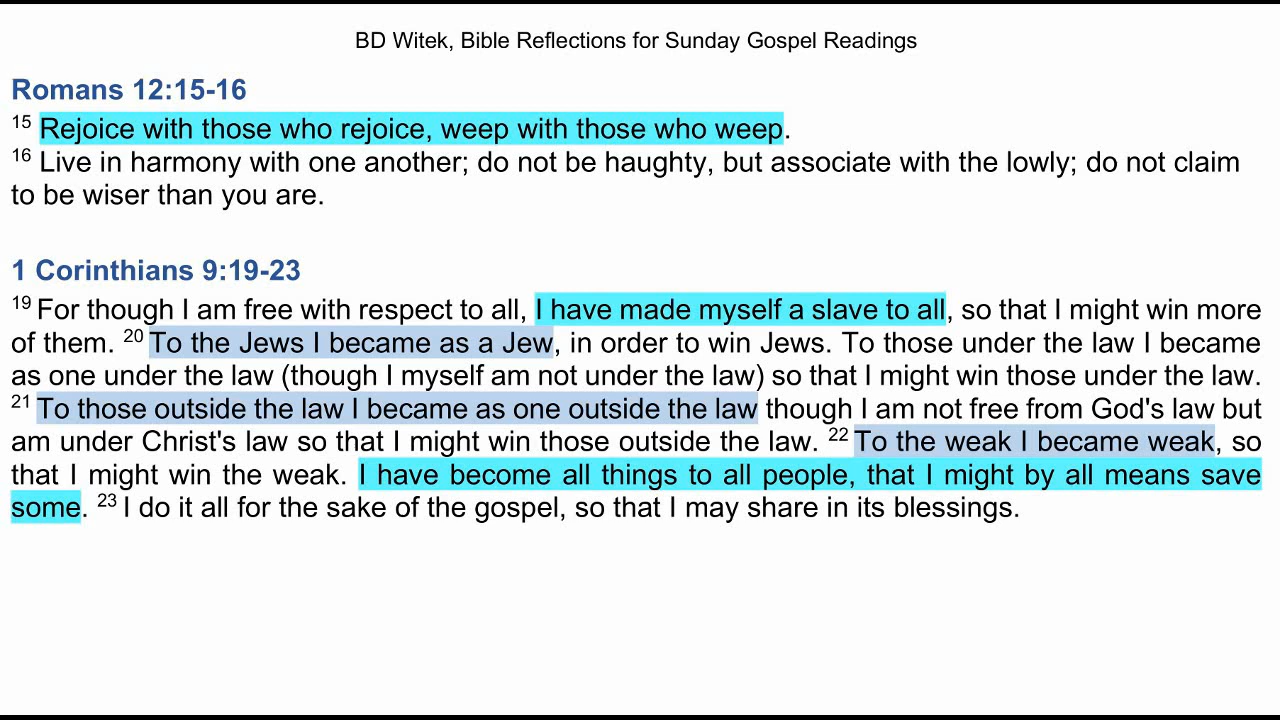 BD Witek, Bible Reflections for Sunday Gospel Readings
Romans 12:15-16
15 Rejoice with those who rejoice, weep with those who weep.
16 Live in harmony with one another; do not be haughty, but associate with the lowly; do not claim
to be wiser than you are.
1 Corinthians 9:19-23
19 For though I am free with respect to all, I have made myself a slave to all, so that I might win more
of them. 20 To the Jews I became as a Jew, in order to win Jews. To those under the law I became
as one under the law (though I myself am not under the law) so that I might win those under the law.
21 To those outside the law I became as one outside the law though I am not free from God's law but
am under Christ's law so that I might win those outside the law. 22 To the weak I became weak, so
that I might win the weak. I have become all things to all people, that I might by all means save
some. 23 I do it all for the sake of the gospel, so that I may share in its blessings.